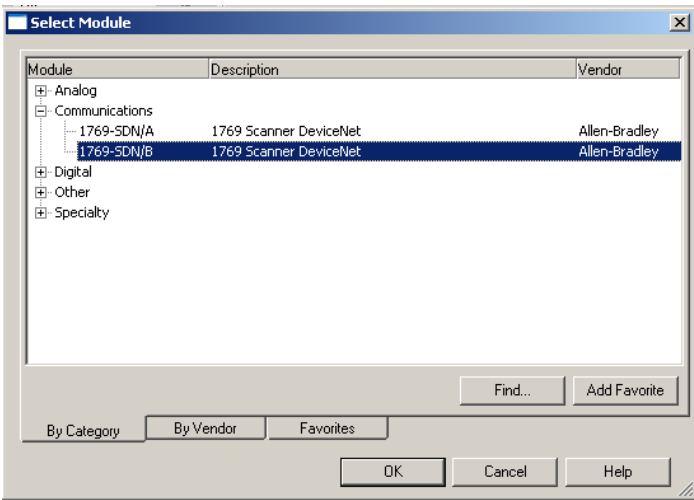 Select Module
Module Description Vendor
Analog
Communications
1769-SDN/A 1769 Scanner DeviceNet Allen-Bradley
1769-SDN/B 1769 Scanner DeviceNet Allen-Bradley
Digital
Other
Specialty
Find... Add Favorite
By Category By Vendor Favorites
OK Cancel Help